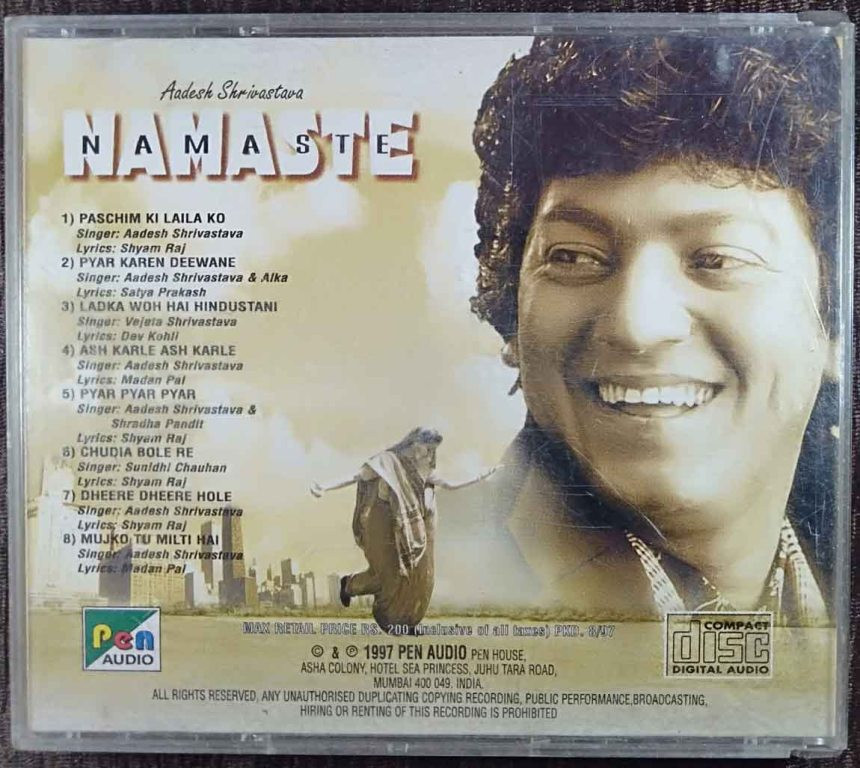 Aadesh Shrivastava
NAMASTE
1) PASCHIM KI LAILA KO
Singer: Aadesh Shrivastava
Lyrics: Shyam Raj
2) PYAR KAREN DEEWANE
Singer: Aadesh Shrivastava & Alka
Lyrics: Satya Prakash
3) LADKA WOH HAI HINDUSTANI
Singer: Vejeta Shrivastava
Lyrics: Dev Kohli
4) ASH KARLE ASH KARLE
Singer: Aadesh Shrivastava
Lyrics: Madan Pal
5) PYAR PYAR PYAR
Singer: Aadesh Shrivastava &
Shradha Pandit
Lyrics: Shyam Raj
6) CHUDIA BOLE RE
Singer: Sunidhi Chauhan
Lyrics: Shyam Raj
7) DHEERE DHEERE HOLE
Singer: Aadesh Shrivastava
Lyrics: Shyam Raj
8) MUJKO TU MILTI HAI
Singer: Aadesh Shrivastava
Lyrics: Madan Pal
MAX RETAIL PRICE RS. 200 (Inclusive of all taxes) PKD. 8/97
Pen
AUDIO
© & ℗ 1997 PEN AUDIO PEN HOUSE,
ASHA COLONY, HOTEL SEA PRINCESS, JUHU TARA ROAD,
MUMBAI 400 049. INDIA.
ALL RIGHTS RESERVED, ANY UNAUTHORISED DUPLICATING COPYING RECORDING, PUBLIC PERFORMANCE,BROADCASTING,
HIRING OR RENTING OF THIS RECORDING IS PROHIBITED
COMPACT
disc
DIGITAL AUDIO